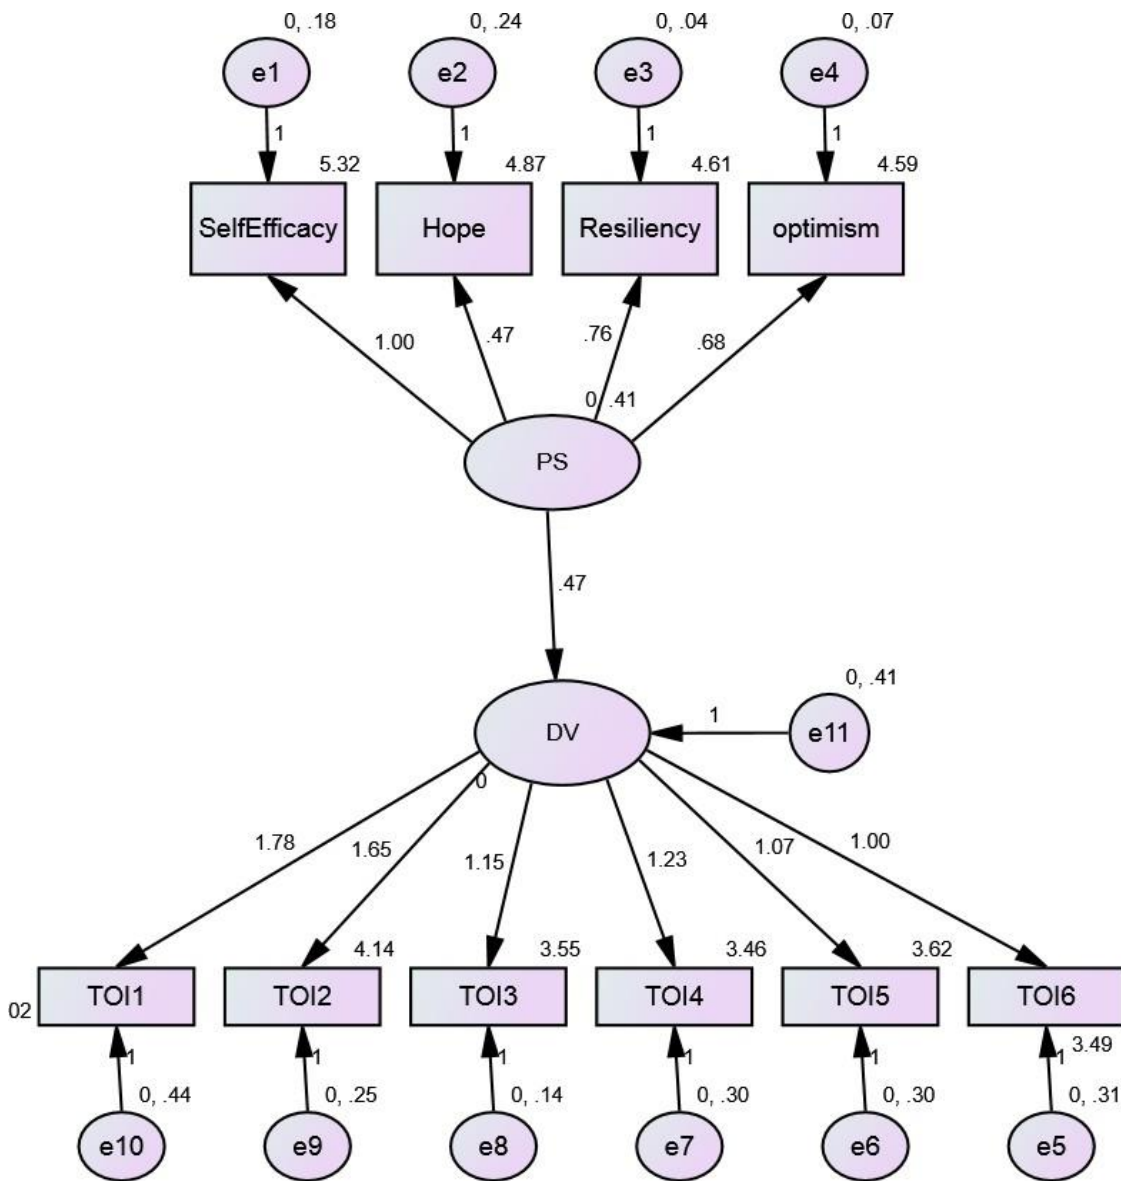 0, .18 0, .24 0, .04 0, .07
e1 e2 e3 e4
1 1 1 1
5.32 4.87 4.61 4.59
SelfEfficacy Hope Resiliency optimism
1.00 .47 .76 .68
0, .41
PS
.47
0, .41
DV 1 e11
0
1.78 1.65 1.15 1.23 1.07 1.00
4.14 3.55 3.46 3.62
02 TOI1 TOI2 TOI3 TOI4 TOI5 TOI6
1 1 1 1 1 1 3.49
0, .44 0, .25 0, .14 0, .30 0, .30 0, .31
e10 e9 e8 e7 e6 e5